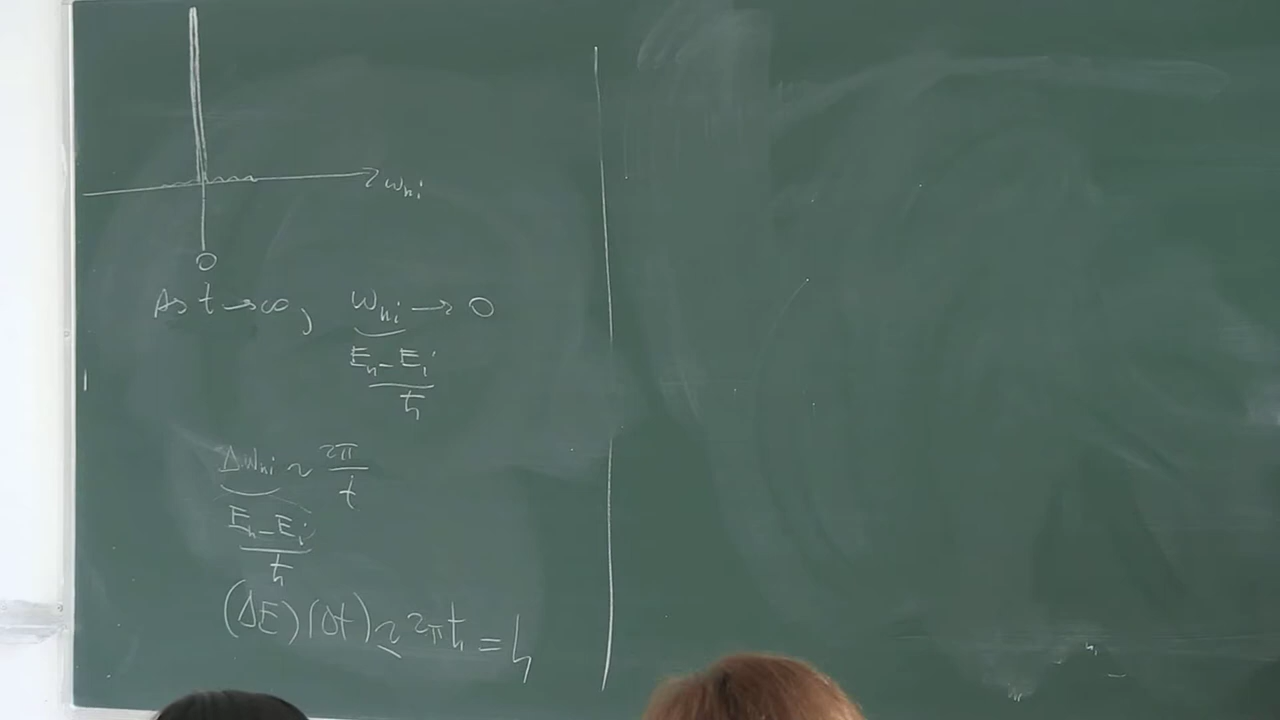 ω_ni
0
As t → ∞, ω_ni → 0
E_n - E_i
ħ
Δω_ni ~ 2π
t
E_n - E_i
ħ
(ΔE)(Δt) ≳ 2πħ = h